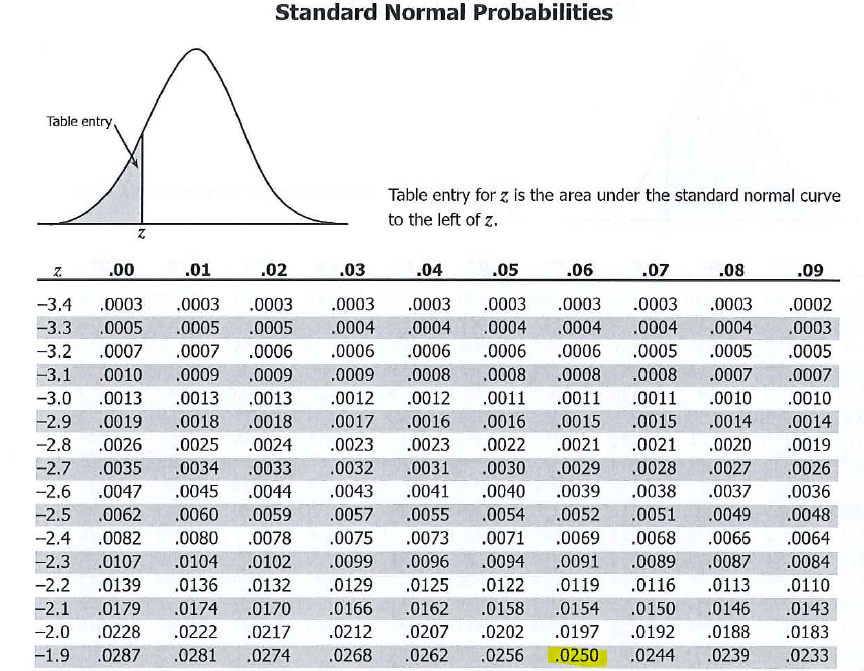 Standard Normal Probabilities
Table entry
Table entry for z is the area under the standard normal curve
to the left of z.
z
z .00 .01 .02 .03 .04 .05 .06 .07 .08 .09
−3.4 .0003 .0003 .0003 .0003 .0003 .0003 .0003 .0003 .0003 .0002
−3.3 .0005 .0005 .0005 .0004 .0004 .0004 .0004 .0004 .0004 .0003
−3.2 .0007 .0007 .0006 .0006 .0006 .0006 .0006 .0005 .0005 .0005
−3.1 .0010 .0009 .0009 .0009 .0008 .0008 .0008 .0008 .0007 .0007
−3.0 .0013 .0013 .0013 .0012 .0012 .0011 .0011 .0011 .0010 .0010
−2.9 .0019 .0018 .0018 .0017 .0016 .0016 .0015 .0015 .0014 .0014
−2.8 .0026 .0025 .0024 .0023 .0023 .0022 .0021 .0021 .0020 .0019
−2.7 .0035 .0034 .0033 .0032 .0031 .0030 .0029 .0028 .0027 .0026
−2.6 .0047 .0045 .0044 .0043 .0041 .0040 .0039 .0038 .0037 .0036
−2.5 .0062 .0060 .0059 .0057 .0055 .0054 .0052 .0051 .0049 .0048
−2.4 .0082 .0080 .0078 .0075 .0073 .0071 .0069 .0068 .0066 .0064
−2.3 .0107 .0104 .0102 .0099 .0096 .0094 .0091 .0089 .0087 .0084
−2.2 .0139 .0136 .0132 .0129 .0125 .0122 .0119 .0116 .0113 .0110
−2.1 .0179 .0174 .0170 .0166 .0162 .0158 .0154 .0150 .0146 .0143
−2.0 .0228 .0222 .0217 .0212 .0207 .0202 .0197 .0192 .0188 .0183
−1.9 .0287 .0281 .0274 .0268 .0262 .0256 .0250 .0244 .0239 .0233